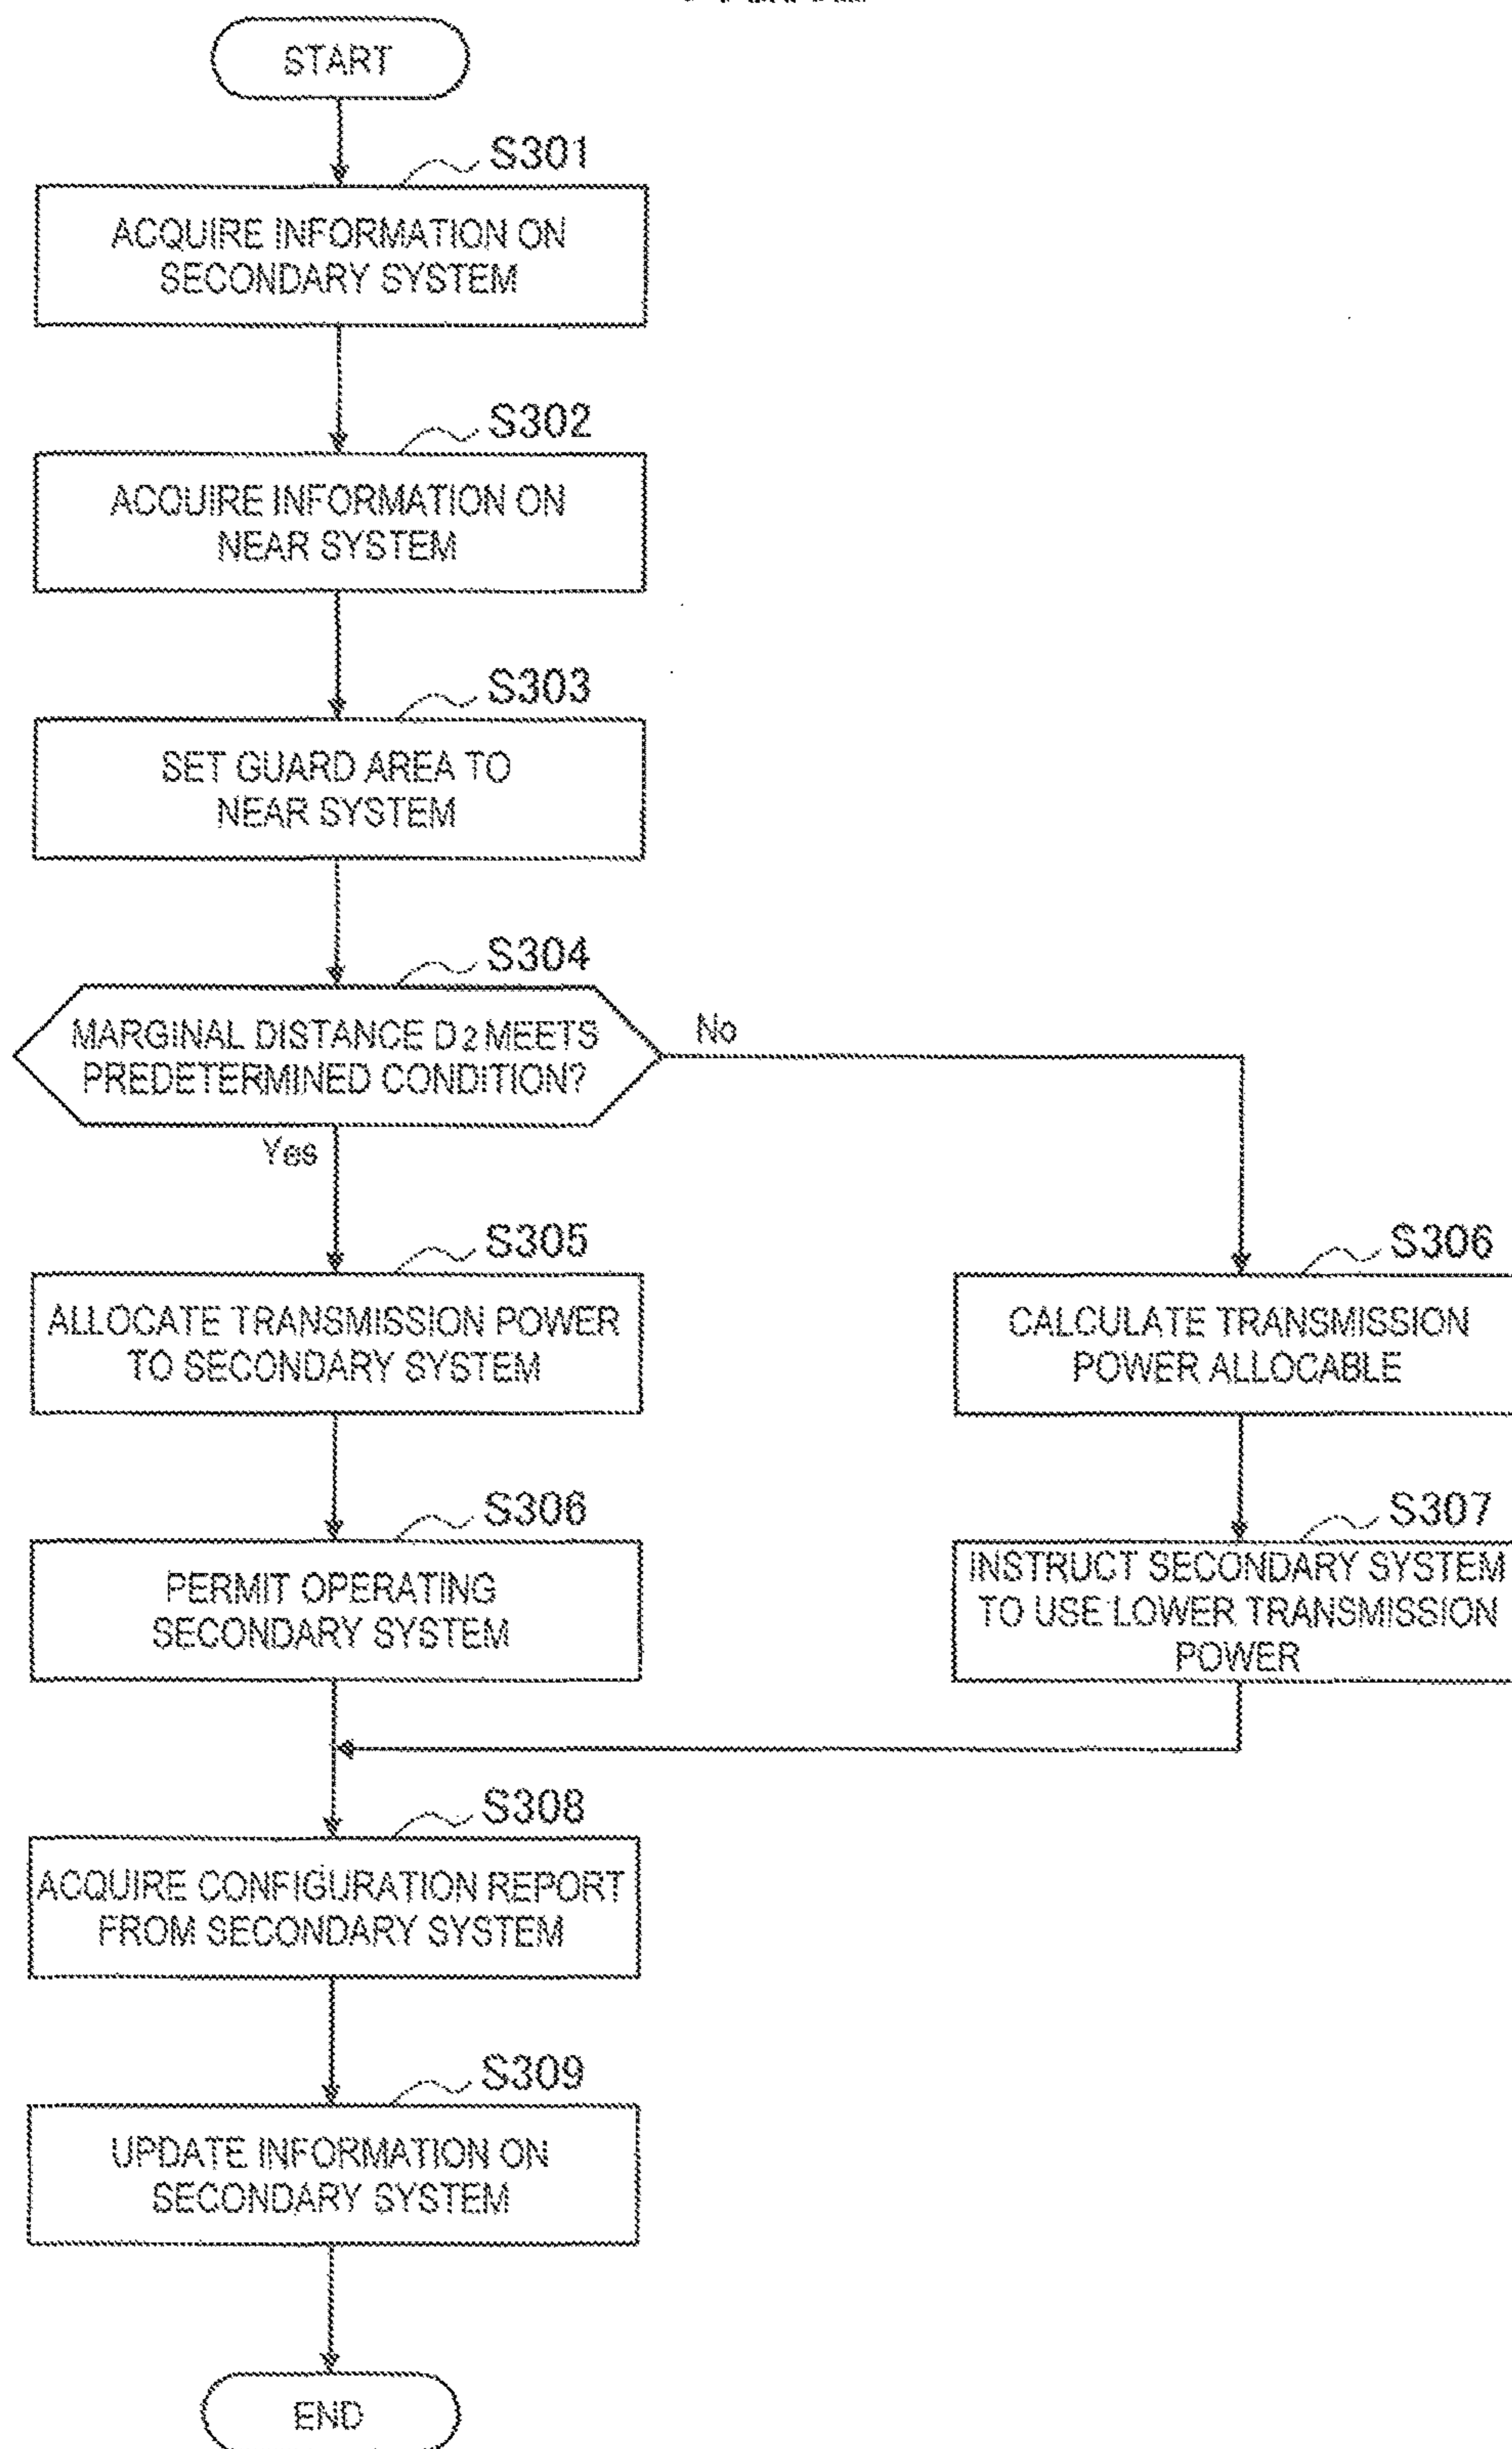 START
S301
ACQUIRE INFORMATION ON
SECONDARY SYSTEM
S302
ACQUIRE INFORMATION ON
NEAR SYSTEM
S303
SET GUARD AREA TO
NEAR SYSTEM
S304
MARGINAL DISTANCE D2 MEETS
PREDETERMINED CONDITION?
No
Yes
S305
ALLOCATE TRANSMISSION POWER
TO SECONDARY SYSTEM
S306
CALCULATE TRANSMISSION
POWER ALLOCABLE
S306
PERMIT OPERATING
SECONDARY SYSTEM
S307
INSTRUCT SECONDARY SYSTEM
TO USE LOWER TRANSMISSION
POWER
S308
ACQUIRE CONFIGURATION REPORT
FROM SECONDARY SYSTEM
S309
UPDATE INFORMATION ON
SECONDARY SYSTEM
END